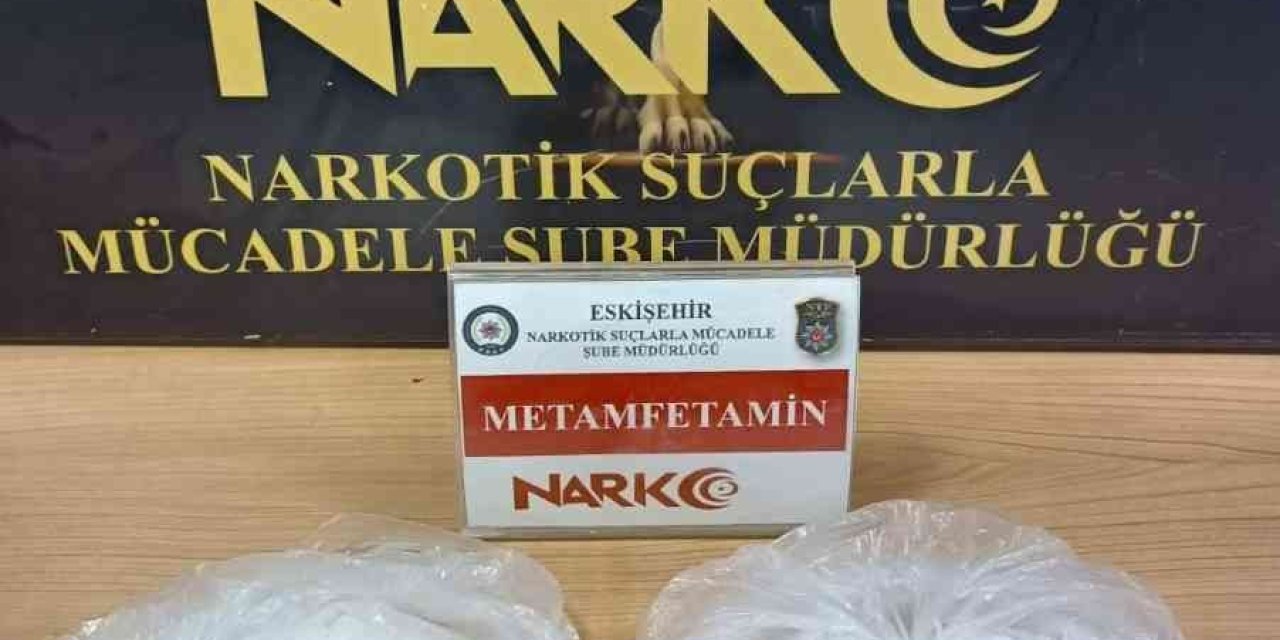 NARKO
NARKOTİK SUÇLARLA
MÜCADELE ŞUBE MÜDÜRLÜĞÜ
ESKİŞEHİR
NARKOTİK SUÇLARLA MÜCADELE
ŞUBE MÜDÜRLÜĞÜ
METAMFETAMİN
NARKO